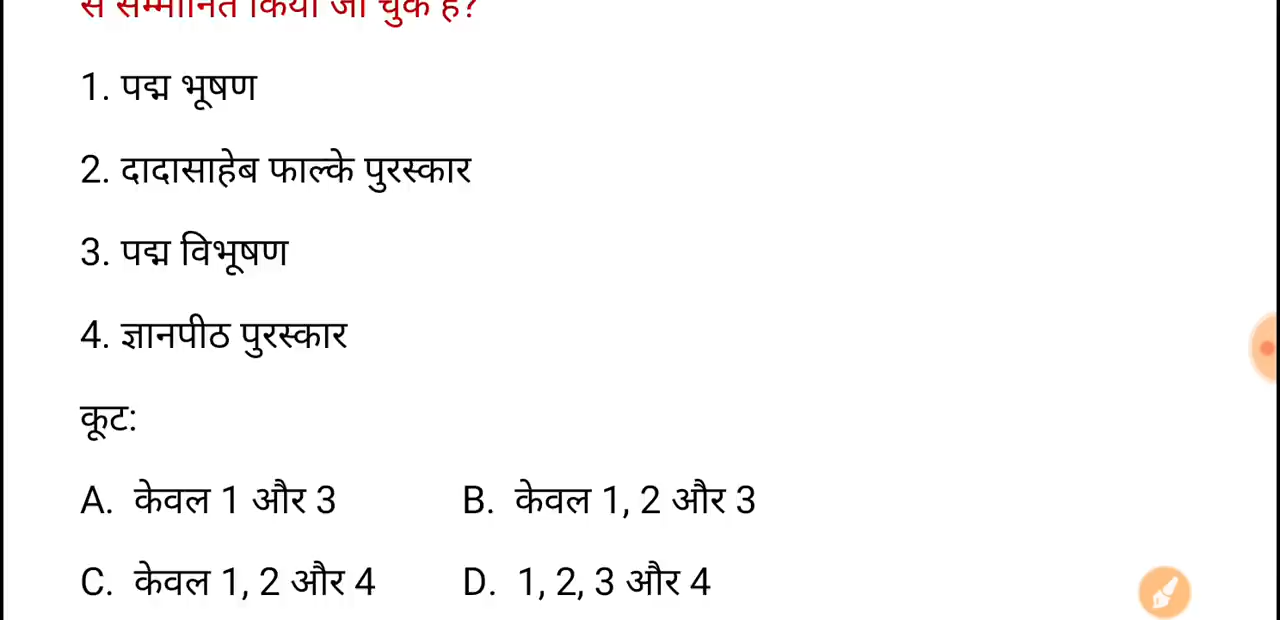 से सम्मानित किया जा चुके है?
1. पद्म भूषण
2. दादासाहेब फाल्के पुरस्कार
3. पद्म विभूषण
4. ज्ञानपीठ पुरस्कार
कूट:
A. केवल 1 और 3 B. केवल 1, 2 और 3
C. केवल 1, 2 और 4 D. 1, 2, 3 और 4